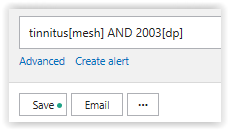 tinnitus[mesh] AND 2003[dp]
Advanced Create alert
Save Email ...